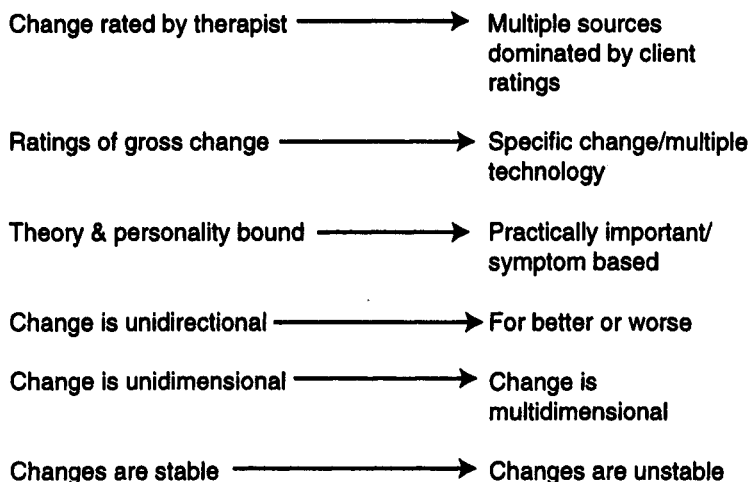 Change rated by therapist
Multiple sources
dominated by client
ratings
Ratings of gross change
Specific change/multiple
technology
Theory & personality bound
Practically important/
symptom based
Change is unidirectional
For better or worse
Change is unidimensional
Change is
multidimensional
Changes are stable
Changes are unstable